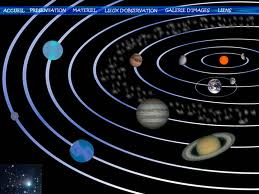 ACCUEIL PRESENTATION MATERIEL LIEUX D'OBSERVATION GALERIE D'IMAGES LIENS